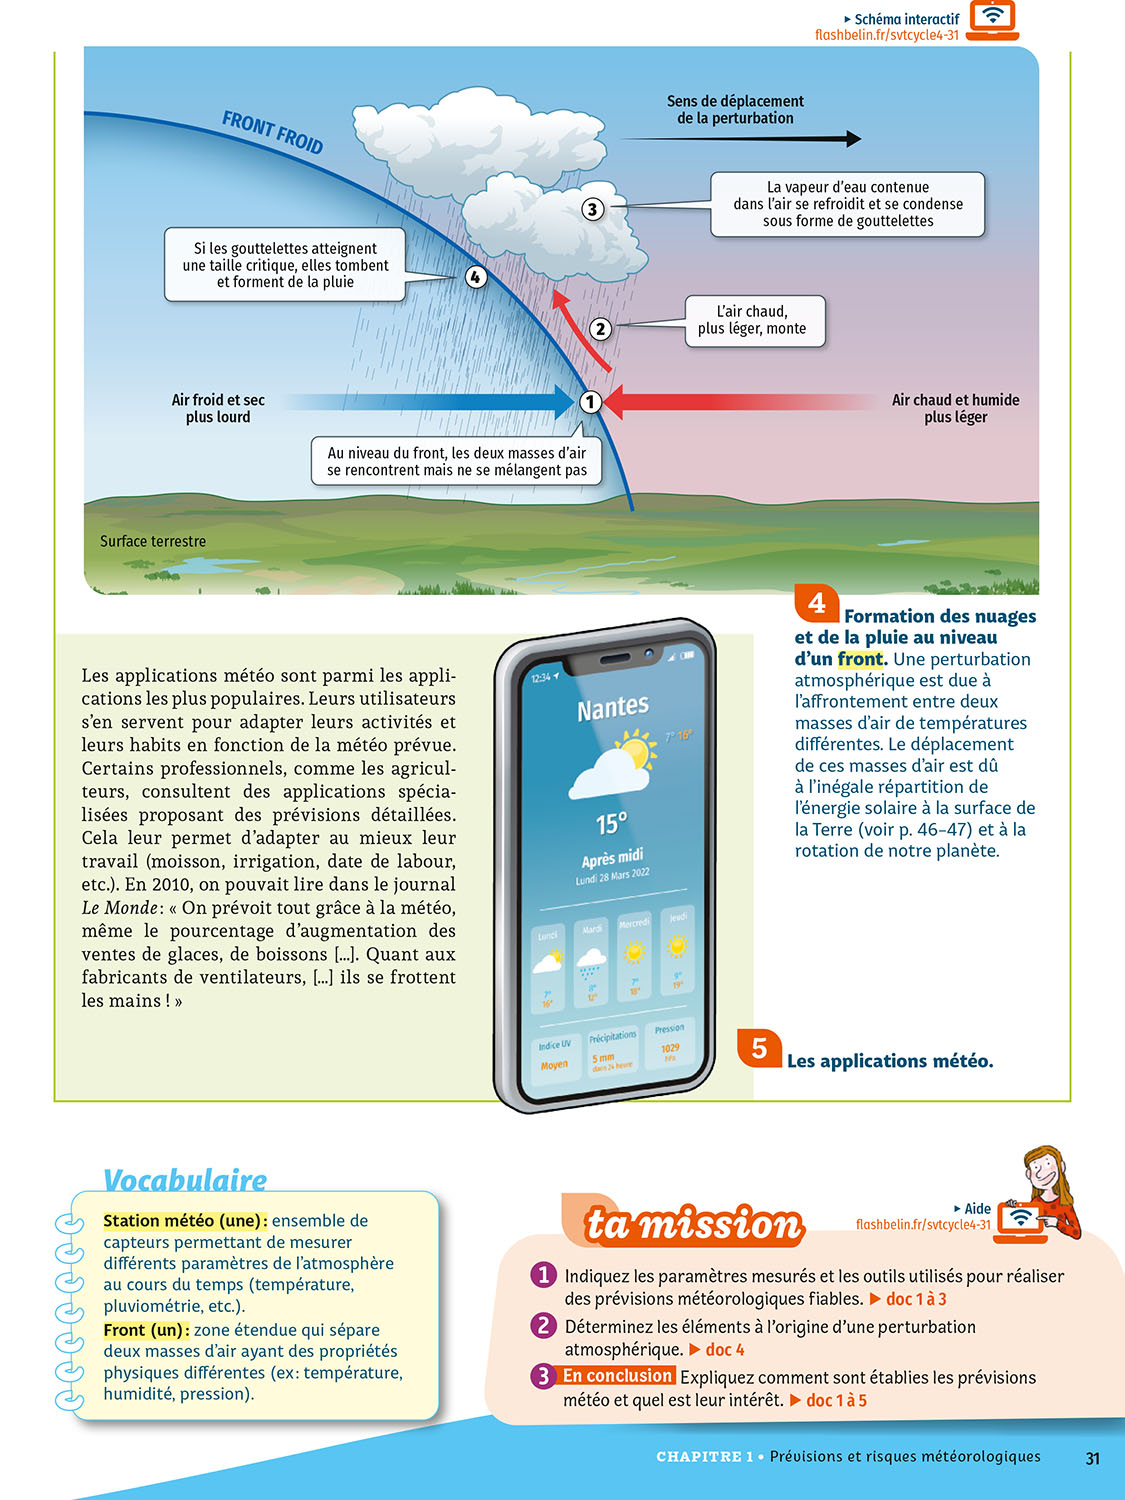 ▸ Schéma interactif
flashbelin.fr/svtcycle4-31
FRONT FROID
Sens de déplacement
de la perturbation
3
La vapeur d'eau contenue
dans l'air se refroidit et se condense
sous forme de gouttelettes
Si les gouttelettes atteignent
une taille critique, elles tombent
et forment de la pluie
4
2
L'air chaud,
plus léger, monte
Air froid et sec
plus lourd
1
Air chaud et humide
plus léger
Au niveau du front, les deux masses d'air
se rencontrent mais ne se mélangent pas
Surface terrestre
4 Formation des nuages
et de la pluie au niveau
d'un front. Une perturbation
atmosphérique est due à
l'affrontement entre deux
masses d'air de températures
différentes. Le déplacement
de ces masses d'air est dû
à l'inégale répartition de
l'énergie solaire à la surface de
la Terre (voir p. 46-47) et à la
rotation de notre planète.
Les applications météo sont parmi les appli-
cations les plus populaires. Leurs utilisateurs
s'en servent pour adapter leurs activités et
leurs habits en fonction de la météo prévue.
Certains professionnels, comme les agricul-
teurs, consultent des applications spécia-
lisées proposant des prévisions détaillées.
Cela leur permet d'adapter au mieux leur
travail (moisson, irrigation, date de labour,
etc.). En 2010, on pouvait lire dans le journal
Le Monde : « On prévoit tout grâce à la météo,
même le pourcentage d'augmentation des
ventes de glaces, de boissons [...]. Quant aux
fabricants de ventilateurs, [...] ils se frottent
les mains ! »
12:34
Nantes
7° 16°
15°
Après midi
Lundi 28 Mars 2022
Lundi Mardi Mercredi Jeudi
7° 8° 7° 9°
16° 12° 18° 19°
Indice UV Précipitations Pression
Moyen 5 mm 1029
dans 24 heure hPa
5 Les applications météo.
Vocabulaire
Station météo (une) : ensemble de
capteurs permettant de mesurer
différents paramètres de l'atmosphère
au cours du temps (température,
pluviométrie, etc.).
Front (un) : zone étendue qui sépare
deux masses d'air ayant des propriétés
physiques différentes (ex : température,
humidité, pression).
ta mission
▸ Aide
flashbelin.fr/svtcycle4-31
1 Indiquez les paramètres mesurés et les outils utilisés pour réaliser
des prévisions météorologiques fiables. ▶ doc 1 à 3
2 Déterminez les éléments à l'origine d'une perturbation
atmosphérique. ▶ doc 4
3 En conclusion Expliquez comment sont établies les prévisions
météo et quel est leur intérêt. ▶ doc 1 à 5
CHAPITRE 1 • Prévisions et risques météorologiques 31